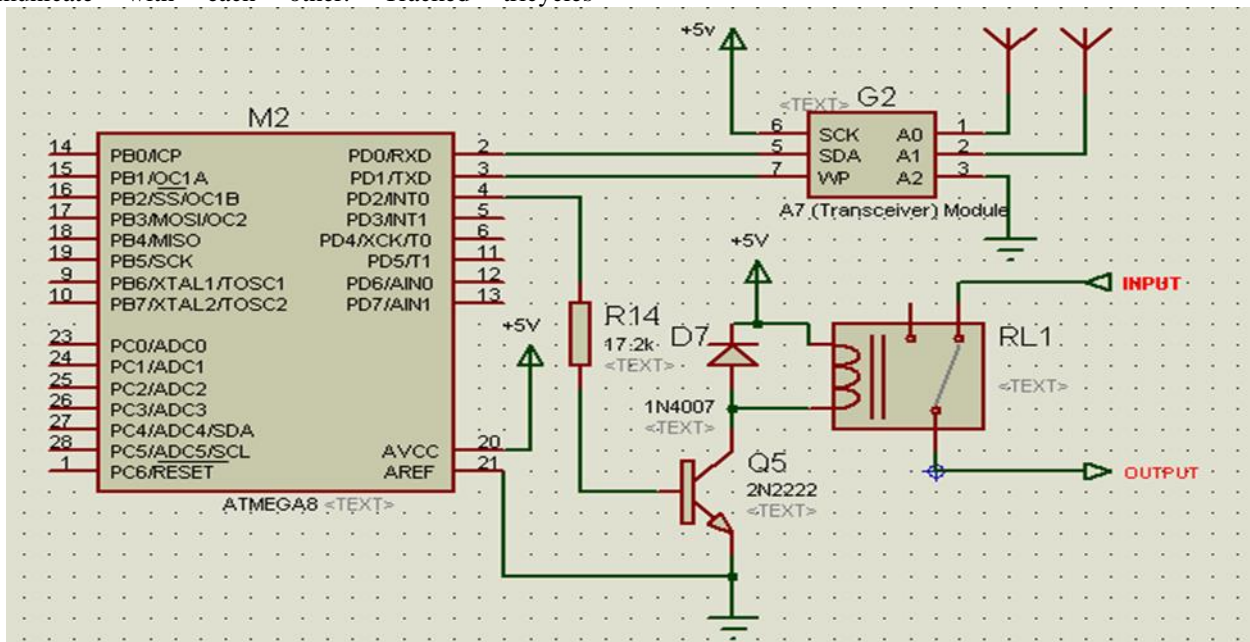 with each other. Tracked tricycles
+5v
<TEXT> G2
6 SCK A0 1
5 SDA A1 2
7 WP A2 3
A7 (Transceiver) Module
M2
14 PB0/ICP PD0/RXD 2
15 PB1/OC1A PD1/TXD 3
16 PB2/SS/OC1B PD2/INT0 4
17 PB3/MOSI/OC2 PD3/INT1 5
18 PB4/MISO PD4/XCK/T0 6
19 PB5/SCK PD5/T1 11
9 PB6/XTAL1/TOSC1 PD6/AIN0 12
10 PB7/XTAL2/TOSC2 PD7/AIN1 13
23 PC0/ADC0
24 PC1/ADC1
25 PC2/ADC2
26 PC3/ADC3
27 PC4/ADC4/SDA
28 PC5/ADC5/SCL AVCC 20
1 PC6/RESET AREF 21
ATMEGA8 <TEXT>
+5V
R14
17.2k
<TEXT>
+5V
D7
1N4007
<TEXT>
INPUT
RL1
<TEXT>
OUTPUT
Q5
2N2222
<TEXT>